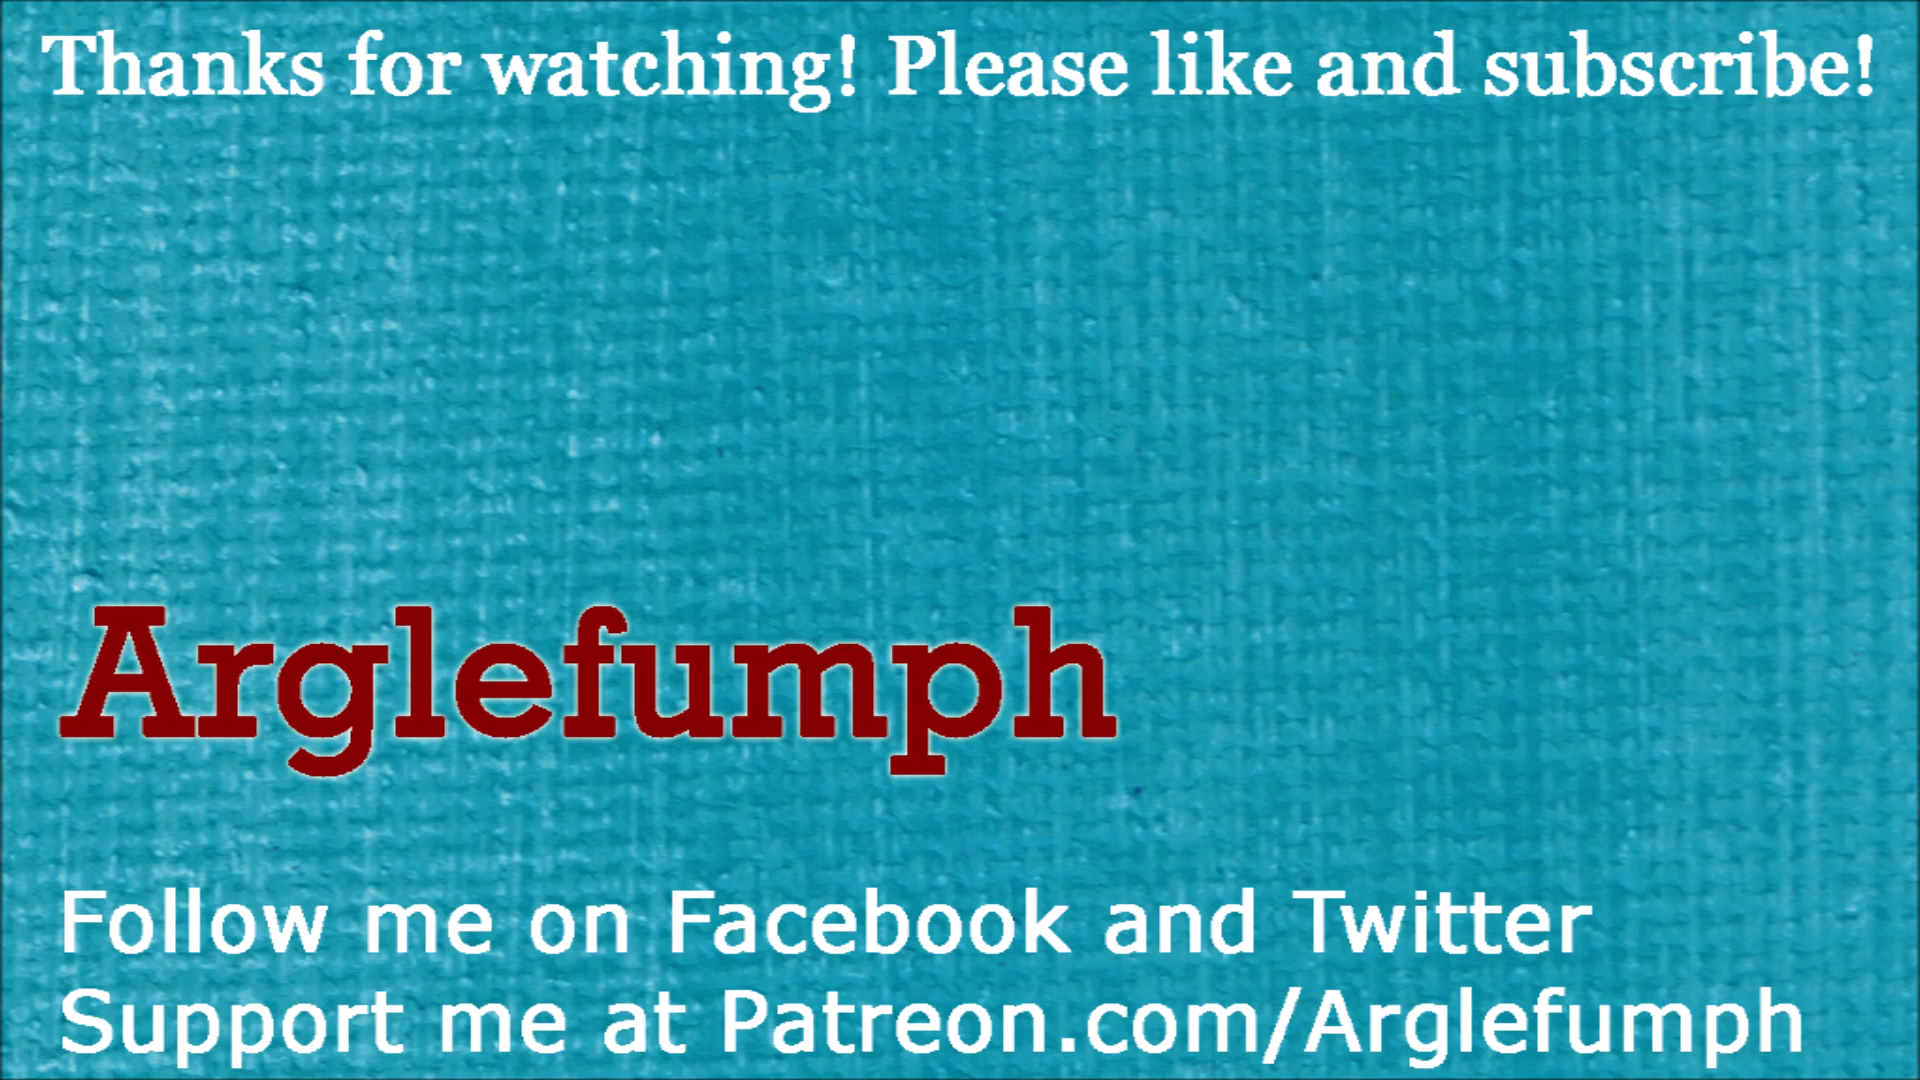 Thanks for watching! Please like and subscribe!
Arglefumph
Follow me on Facebook and Twitter
Support me at Patreon.com/Arglefumph